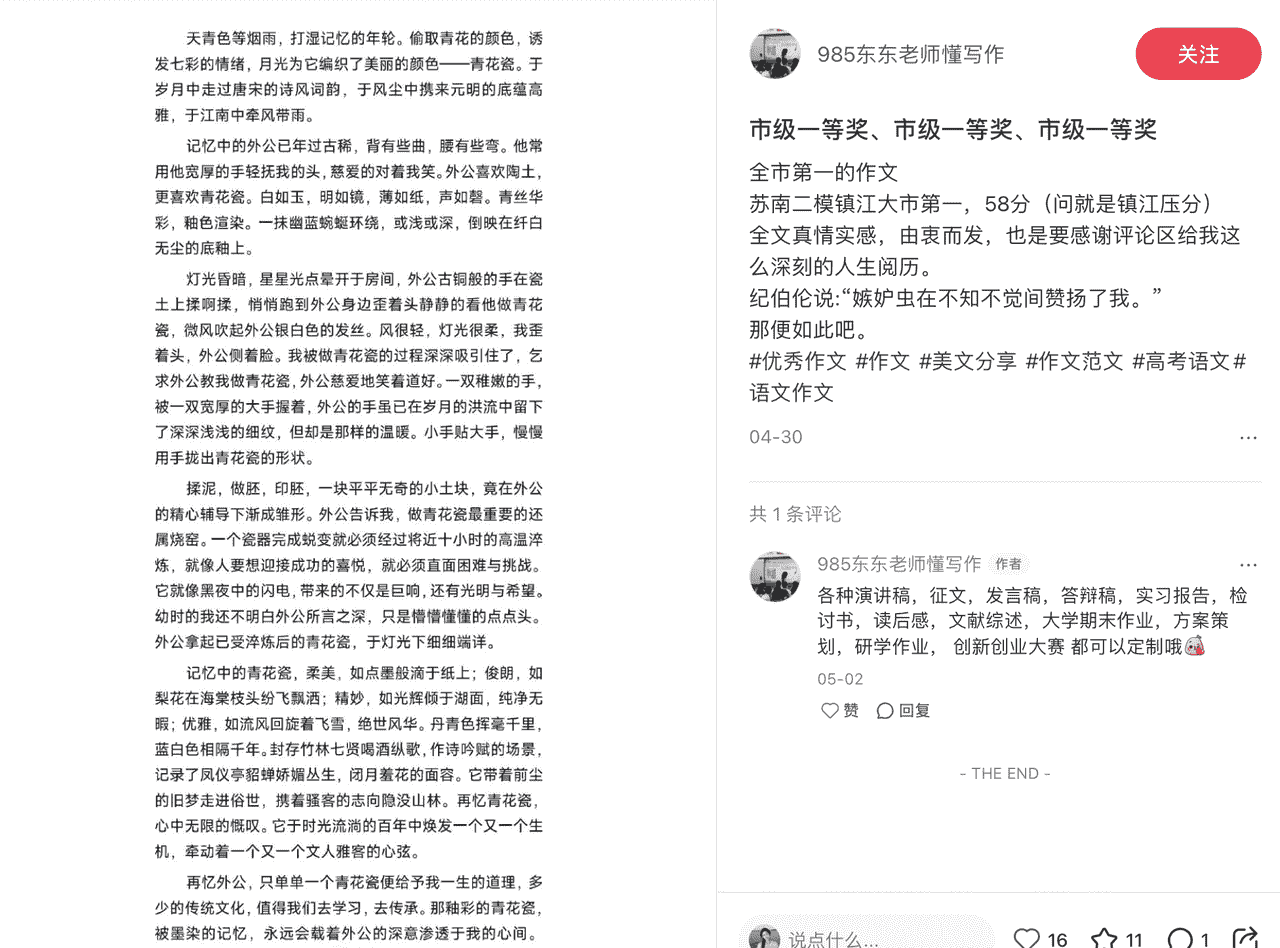 天青色等烟雨，打湿记忆的年轮。偷取青花的颜色，诱
发七彩的情绪，月光为它编织了美丽的颜色——青花瓷。于
岁月中走过唐宋的诗风词韵，于风尘中携来元明的底蕴高
雅，于江南中牵风带雨。
记忆中的外公已年过古稀，背有些曲，腰有些弯。他常
用他宽厚的手轻抚我的头，慈爱的对着我笑。外公喜欢陶土，
更喜欢青花瓷。白如玉，明如镜，薄如纸，声如磬。青丝华
彩，釉色渲染。一抹幽蓝蜿蜒环绕，或浅或深，倒映在纤白
无尘的底釉上。
灯光昏暗，星星光点晕开于房间，外公古铜般的手在瓷
土上揉啊揉，悄悄跑到外公身边歪着头静静的看他做青花
瓷，微风吹起外公银白色的发丝。风很轻，灯光很柔，我歪
着头，外公侧着脸。我被做青花瓷的过程深深吸引住了，乞
求外公教我做青花瓷，外公慈爱地笑着道好。一双稚嫩的手，
被一双宽厚的大手握着，外公的手虽已在岁月的洪流中留下
了深深浅浅的细纹，但却是那样的温暖。小手贴大手，慢慢
用手拢出青花瓷的形状。
揉泥，做胚，印胚，一块平平无奇的小土块，竟在外公
的精心辅导下渐成雏形。外公告诉我，做青花瓷最重要的还
属烧窑。一个瓷器完成蜕变就必须经过将近十小时的高温淬
炼，就像人要想迎接成功的喜悦，就必须直面困难与挑战。
它就像黑夜中的闪电，带来的不仅是巨响，还有光明与希望。
幼时的我还不明白外公所言之深，只是懵懵懂懂的点点头。
外公拿起已受淬炼后的青花瓷，于灯光下细细端详。
记忆中的青花瓷，柔美，如点墨般滴于纸上；俊朗，如
梨花在海棠枝头纷飞飘洒；精妙，如光辉倾于湖面，纯净无
暇；优雅，如流风回旋着飞雪，绝世风华。丹青色挥毫千里，
蓝白色相隔千年。封存竹林七贤喝酒纵歌，作诗吟赋的场景，
记录了凤仪亭貂蝉娇媚丛生，闭月羞花的面容。它带着前尘
的旧梦走进俗世，携着骚客的志向隐没山林。再忆青花瓷，
心中无限的慨叹。它于时光流淌的百年中焕发一个又一个生
机，牵动着一个又一个文人雅客的心弦。
再忆外公，只单单一个青花瓷便给予我一生的道理，多
少的传统文化，值得我们去学习，去传承。那釉彩的青花瓷，
被墨染的记忆，永远会载着外公的深意渗透于我的心间。
985东东老师懂写作
关注
市级一等奖、市级一等奖、市级一等奖
全市第一的作文
苏南二模镇江大市第一，58分（问就是镇江压分）
全文真情实感，由衷而发，也是要感谢评论区给我这
么深刻的人生阅历。
纪伯伦说:“嫉妒虫在不知不觉间赞扬了我。”
那便如此吧。
#优秀作文 #作文 #美文分享 #作文范文 #高考语文#
语文作文
04-30
共 1 条评论
985东东老师懂写作 作者
各种演讲稿，征文，发言稿，答辩稿，实习报告，检
讨书，读后感，文献综述，大学期末作业，方案策
划，研学作业， 创新创业大赛 都可以定制哦
05-02
赞 回复
- THE END -
说点什么... 16 11 1